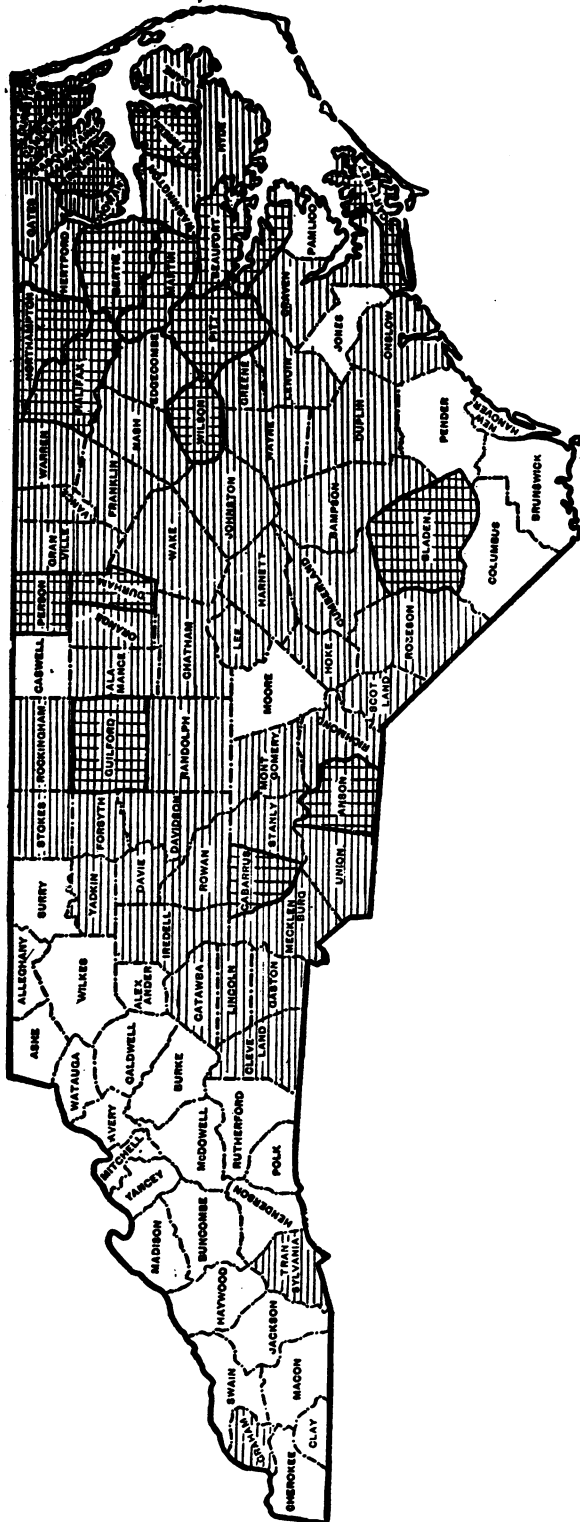 CHEROKEE
GRAHAM
CLAY
SWAIN
MACON
JACKSON
HAYWOOD
TRAN
SYLVANIA
MADISON
BUNCOMBE
HENDERSON
YANCEY
MITCHELL
AVERY
McDOWELL
RUTHERFORD
POLK
WATAUGA
CALDWELL
BURKE
ASHE
ALLEGHANY
WILKES
ALEX
ANDER
CATAWBA
LINCOLN
CLEVE
LAND
GASTON
SURRY
YADKIN
DAVIE
IREDELL
ROWAN
CABARRUS
MECKLEN
BURG
STOKES
FORSYTH
DAVIDSON
STANLY
UNION
ROCKINGHAM
GUILFORD
RANDOLPH
MONT
GOMERY
ANSON
RICHMOND
CASWELL
ALA
MANCE
ORANGE
CHATHAM
MOORE
LEE
HOKE
SCOT
LAND
PERSON
DURHAM
GRAN
VILLE
VANCE
WAKE
HARNETT
CUMBERLAND
ROBESON
WARREN
FRANKLIN
NASH
JOHNSTON
SAMPSON
BLADEN
COLUMBUS
BRUNSWICK
NORTHAMPTON
HALIFAX
EDGECOMBE
WILSON
WAYNE
DUPLIN
PENDER
NEW
HANOVER
HERTFORD
GATES
BERTIE
MARTIN
PITT
GREENE
LENOIR
CRAVEN
JONES
ONSLOW
WASHINGTON
BEAUFORT
PAMLICO
CARTERET
HYDE